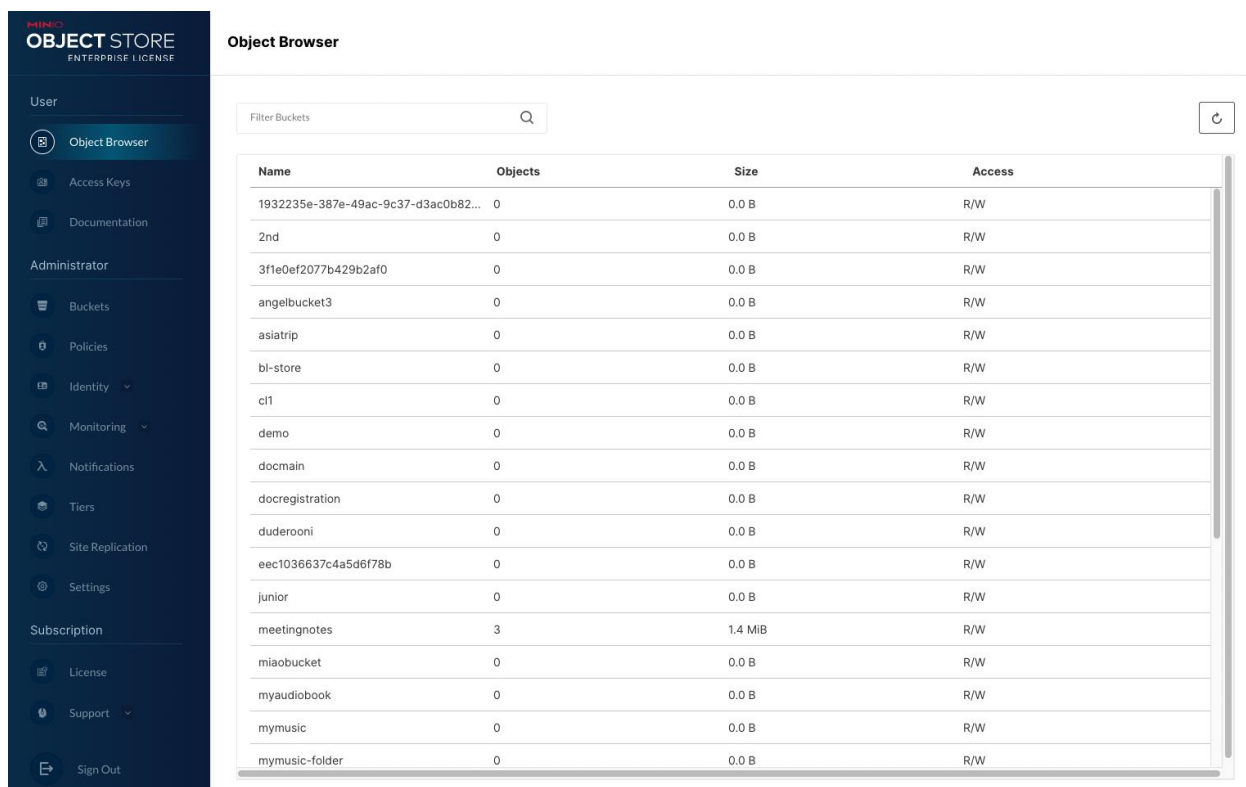 MINIO
OBJECT STORE
ENTERPRISE LICENSE
User
Object Browser
Access Keys
Documentation
Administrator
Buckets
Policies
Identity
Monitoring
Notifications
Tiers
Site Replication
Settings
Subscription
License
Support
Sign Out
Object Browser
Filter Buckets
Name Objects Size Access
1932235e-387e-49ac-9c37-d3ac0b82... 0 0.0 B R/W
2nd 0 0.0 B R/W
3f1e0ef2077b429b2af0 0 0.0 B R/W
angelbucket3 0 0.0 B R/W
asiatrip 0 0.0 B R/W
bl-store 0 0.0 B R/W
cl1 0 0.0 B R/W
demo 0 0.0 B R/W
docmain 0 0.0 B R/W
docregistration 0 0.0 B R/W
duderooni 0 0.0 B R/W
eec1036637c4a5d6f78b 0 0.0 B R/W
junior 0 0.0 B R/W
meetingnotes 3 1.4 MiB R/W
miaobucket 0 0.0 B R/W
myaudiobook 0 0.0 B R/W
mymusic 0 0.0 B R/W
mymusic-folder 0 0.0 B R/W